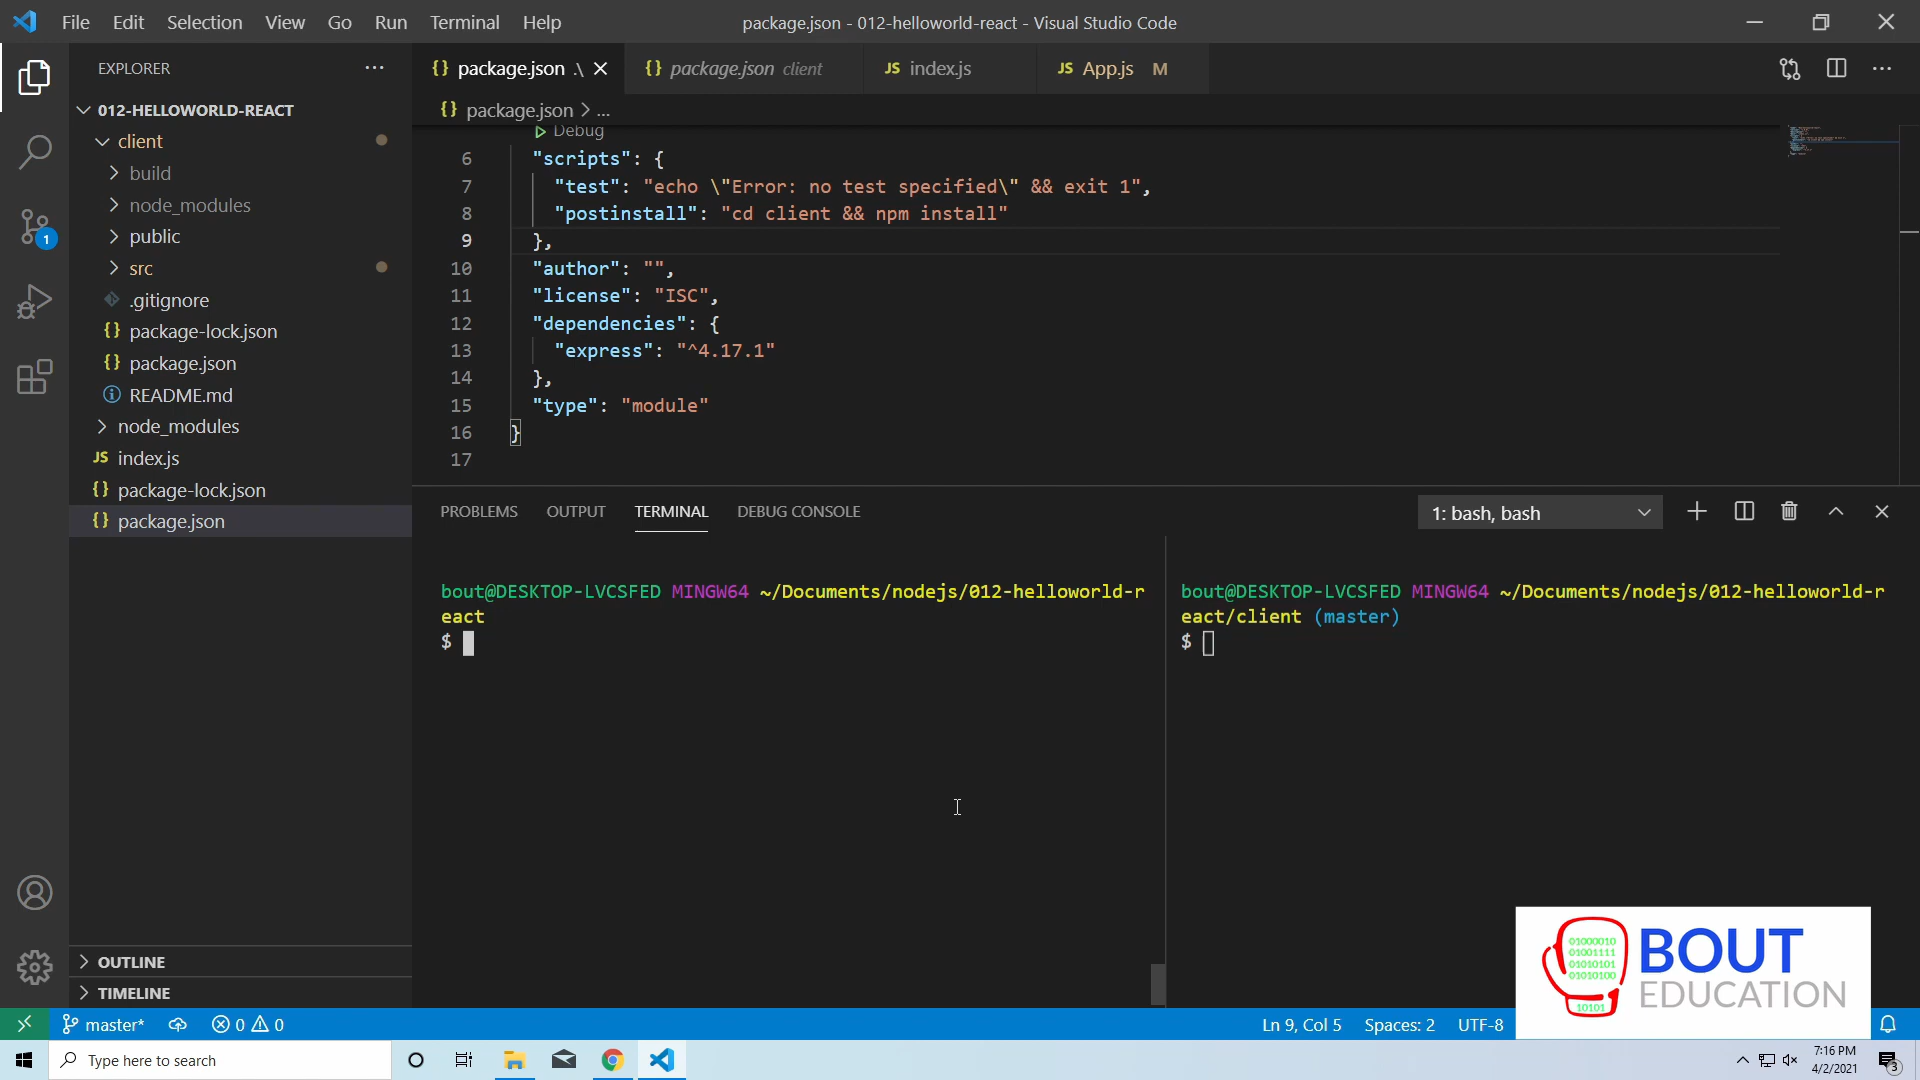 File Edit Selection View Go Run Terminal Help
package.json - 012-helloworld-react - Visual Studio Code
EXPLORER
012-HELLOWORLD-REACT
client
build
node_modules
public
src
.gitignore
package-lock.json
package.json
README.md
node_modules
index.js
package-lock.json
package.json
OUTLINE
TIMELINE
1
{} package.json .\
{} package.json client
JS index.js
JS App.js M
{} package.json > ...
Debug
6 "scripts": {
7 "test": "echo \"Error: no test specified\" && exit 1",
8 "postinstall": "cd client && npm install"
9 },
10 "author": "",
11 "license": "ISC",
12 "dependencies": {
13 "express": "^4.17.1"
14 },
15 "type": "module"
16 }
17
PROBLEMS OUTPUT TERMINAL DEBUG CONSOLE
1: bash, bash
bout@DESKTOP-LVCSFED MINGW64 ~/Documents/nodejs/012-helloworld-r
eact
$
bout@DESKTOP-LVCSFED MINGW64 ~/Documents/nodejs/012-helloworld-r
eact/client (master)
$
01000010
01001111
01010101
01010100
10101
BOUT
EDUCATION
master* 0 0
Ln 9, Col 5 Spaces: 2 UTF-8
Type here to search
7:16 PM
4/2/2021
3